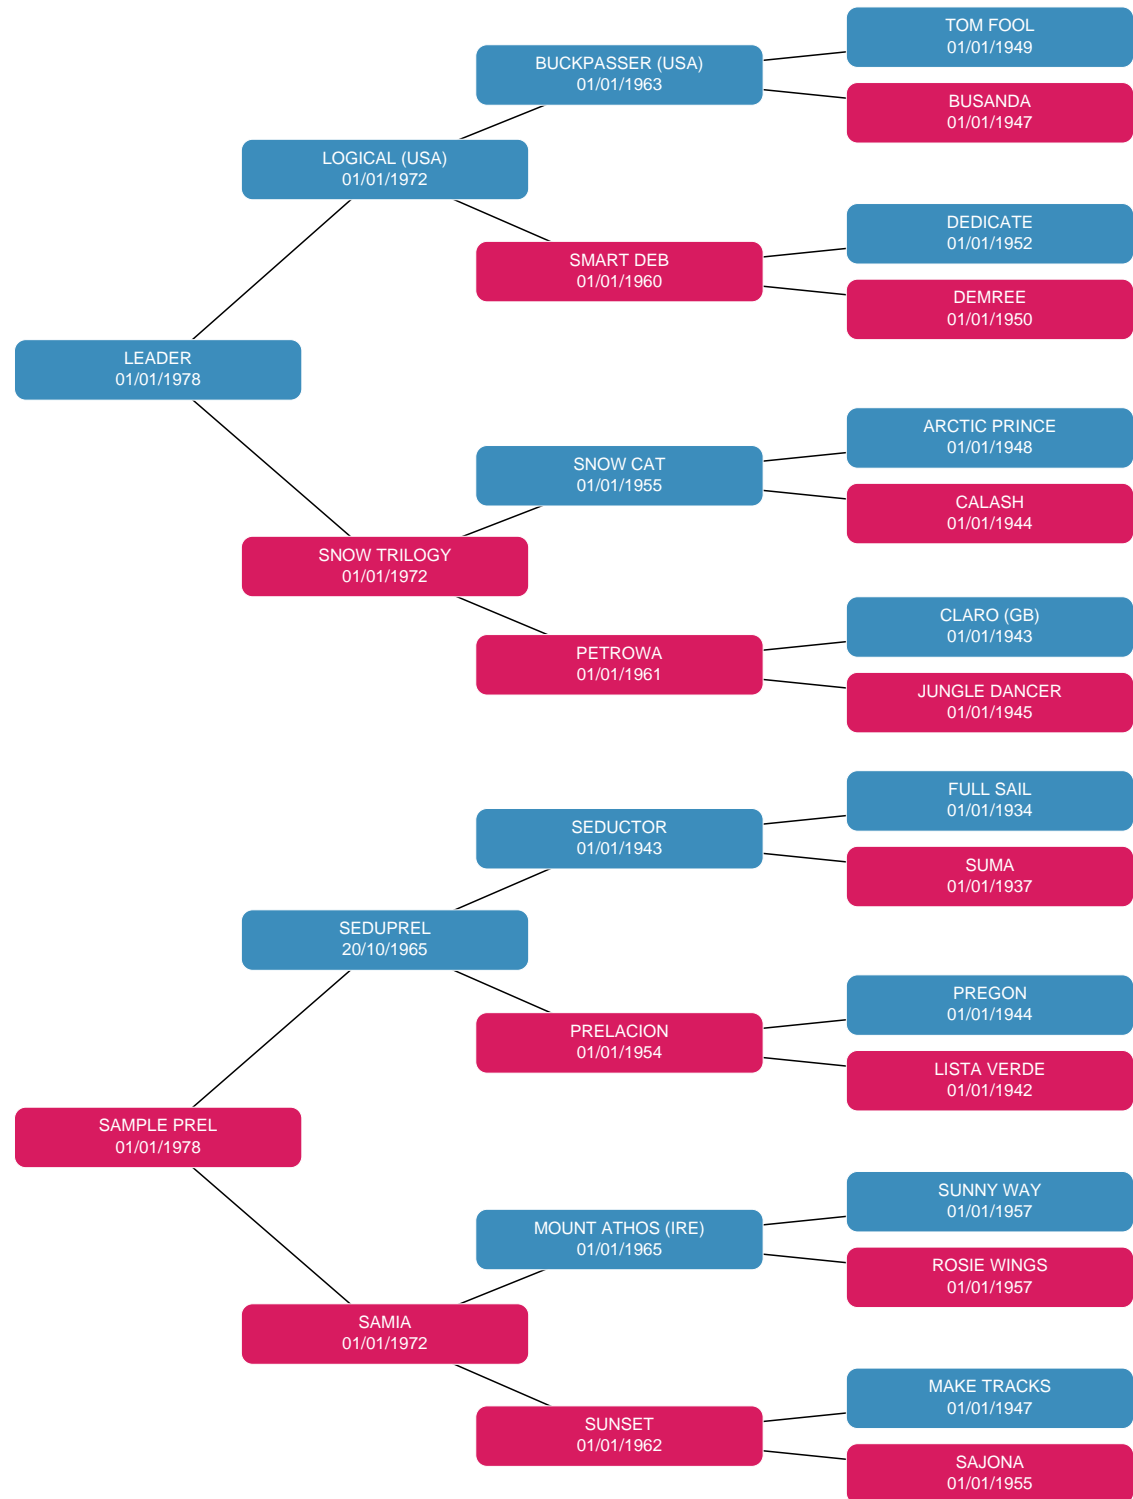 TOM FOOL
01/01/1949
BUCKPASSER (USA)
01/01/1963
BUSANDA
01/01/1947
LOGICAL (USA)
01/01/1972
DEDICATE
01/01/1952
SMART DEB
01/01/1960
DEMREE
01/01/1950
LEADER
01/01/1978
ARCTIC PRINCE
01/01/1948
SNOW CAT
01/01/1955
CALASH
01/01/1944
SNOW TRILOGY
01/01/1972
CLARO (GB)
01/01/1943
PETROWA
01/01/1961
JUNGLE DANCER
01/01/1945
FULL SAIL
01/01/1934
SEDUCTOR
01/01/1943
SUMA
01/01/1937
SEDUPREL
20/10/1965
PREGON
01/01/1944
PRELACION
01/01/1954
LISTA VERDE
01/01/1942
SAMPLE PREL
01/01/1978
SUNNY WAY
01/01/1957
MOUNT ATHOS (IRE)
01/01/1965
ROSIE WINGS
01/01/1957
SAMIA
01/01/1972
MAKE TRACKS
01/01/1947
SUNSET
01/01/1962
SAJONA
01/01/1955